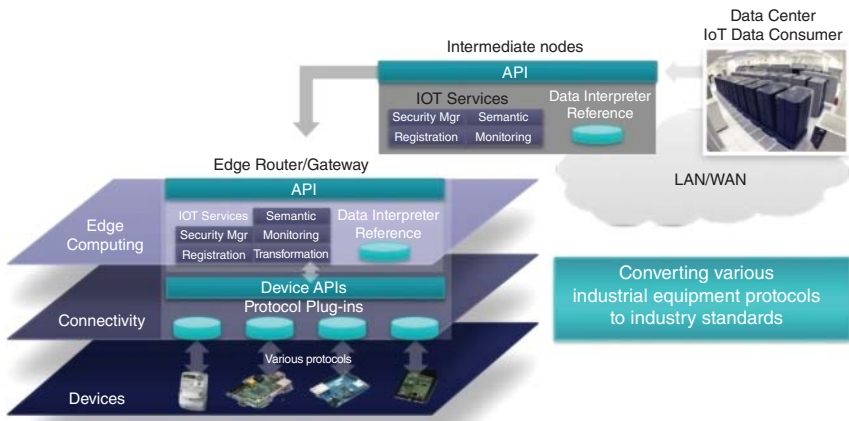 Data Center
IoT Data Consumer
Intermediate nodes
API
IOT Services
Data Interpreter
Reference
Security Mgr
Semantic
Registration
Monitoring
LAN/WAN
Edge Router/Gateway
API
Edge
Computing
IOT Services
Semantic
Data Interpreter
Reference
Security Mgr
Monitoring
Registration
Transformation
Device APIs
Protocol Plug-ins
Connectivity
Various protocols
Devices
Converting various
industrial equipment protocols
to industry standards